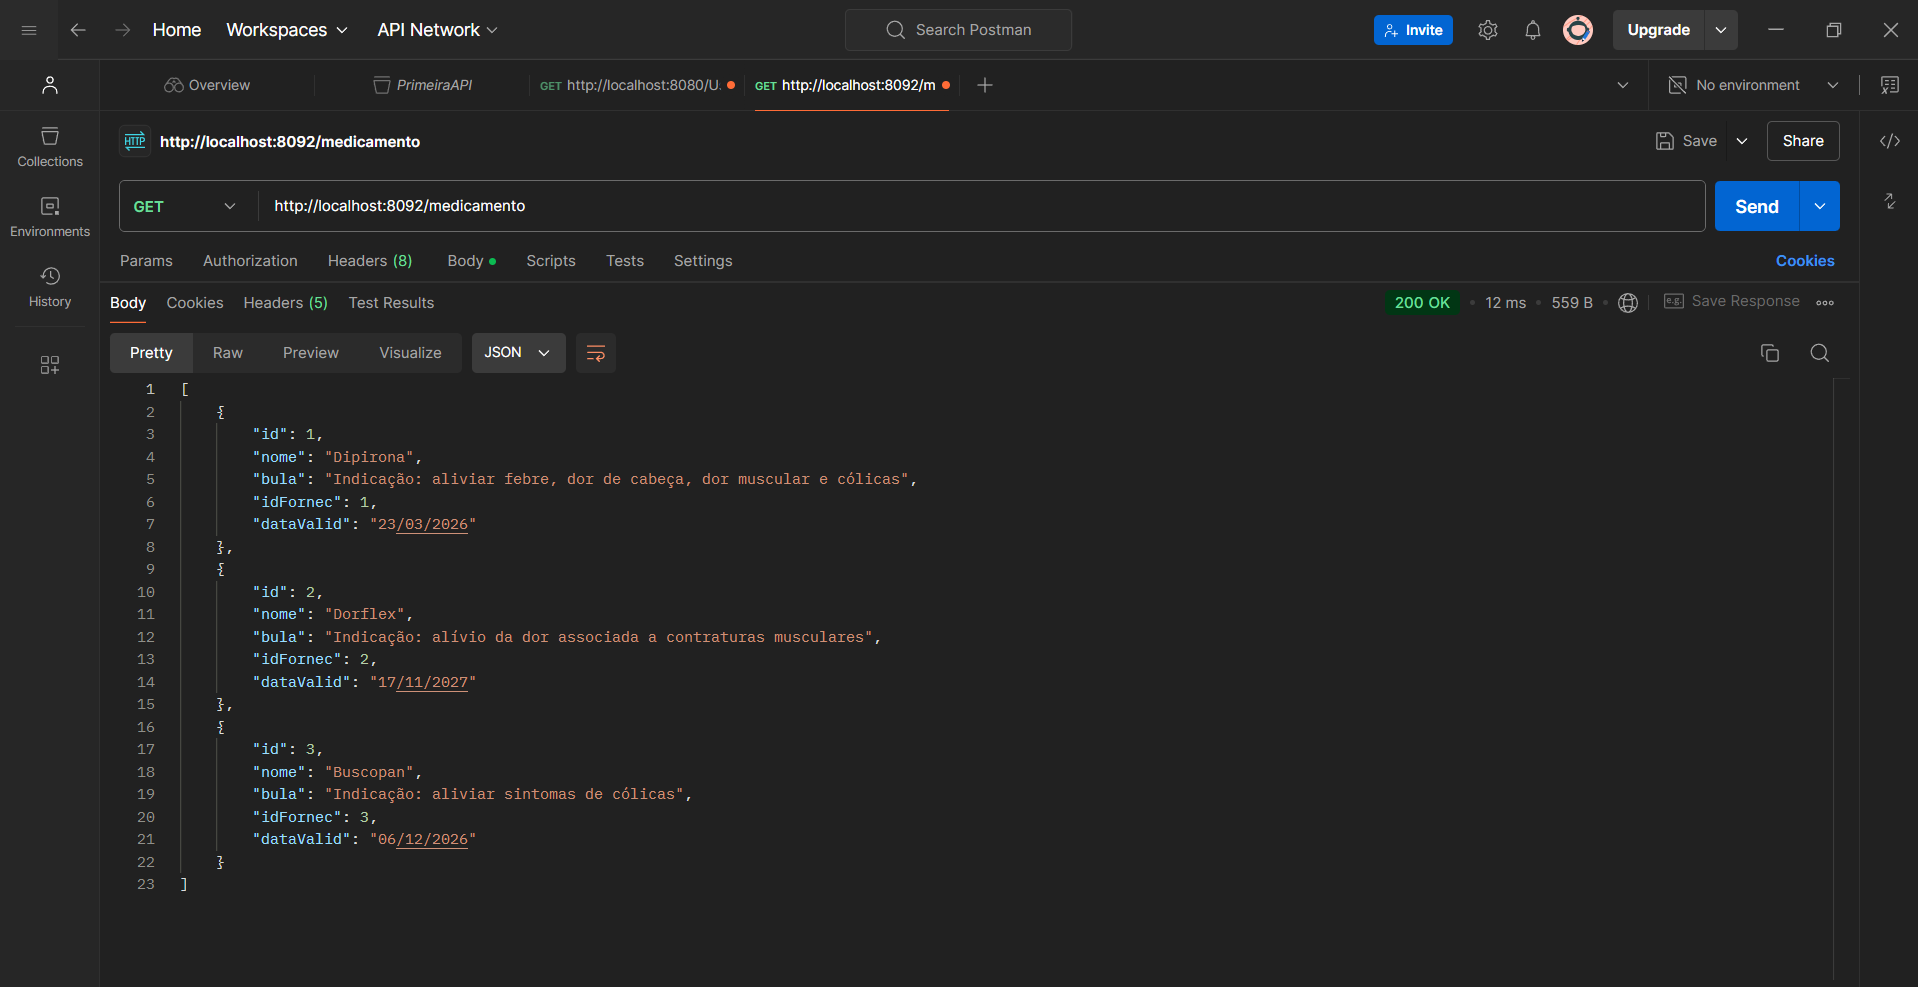 Home Workspaces API Network Search Postman Invite Upgrade
Overview PrimeiraAPI GET http://localhost:8080/U. GET http://localhost:8092/m No environment
Collections
Environments
History
HTTP http://localhost:8092/medicamento Save Share
GET http://localhost:8092/medicamento Send
Params Authorization Headers (8) Body Scripts Tests Settings Cookies
Body Cookies Headers (5) Test Results 200 OK 12 ms 559 B e.g. Save Response
Pretty Raw Preview Visualize JSON
1 [
2 {
3 "id": 1,
4 "nome": "Dipirona",
5 "bula": "Indicação: aliviar febre, dor de cabeça, dor muscular e cólicas",
6 "idFornec": 1,
7 "dataValid": "23/03/2026"
8 },
9 {
10 "id": 2,
11 "nome": "Dorflex",
12 "bula": "Indicação: alívio da dor associada a contraturas musculares",
13 "idFornec": 2,
14 "dataValid": "17/11/2027"
15 },
16 {
17 "id": 3,
18 "nome": "Buscopan",
19 "bula": "Indicação: aliviar sintomas de cólicas",
20 "idFornec": 3,
21 "dataValid": "06/12/2026"
22 }
23 ]